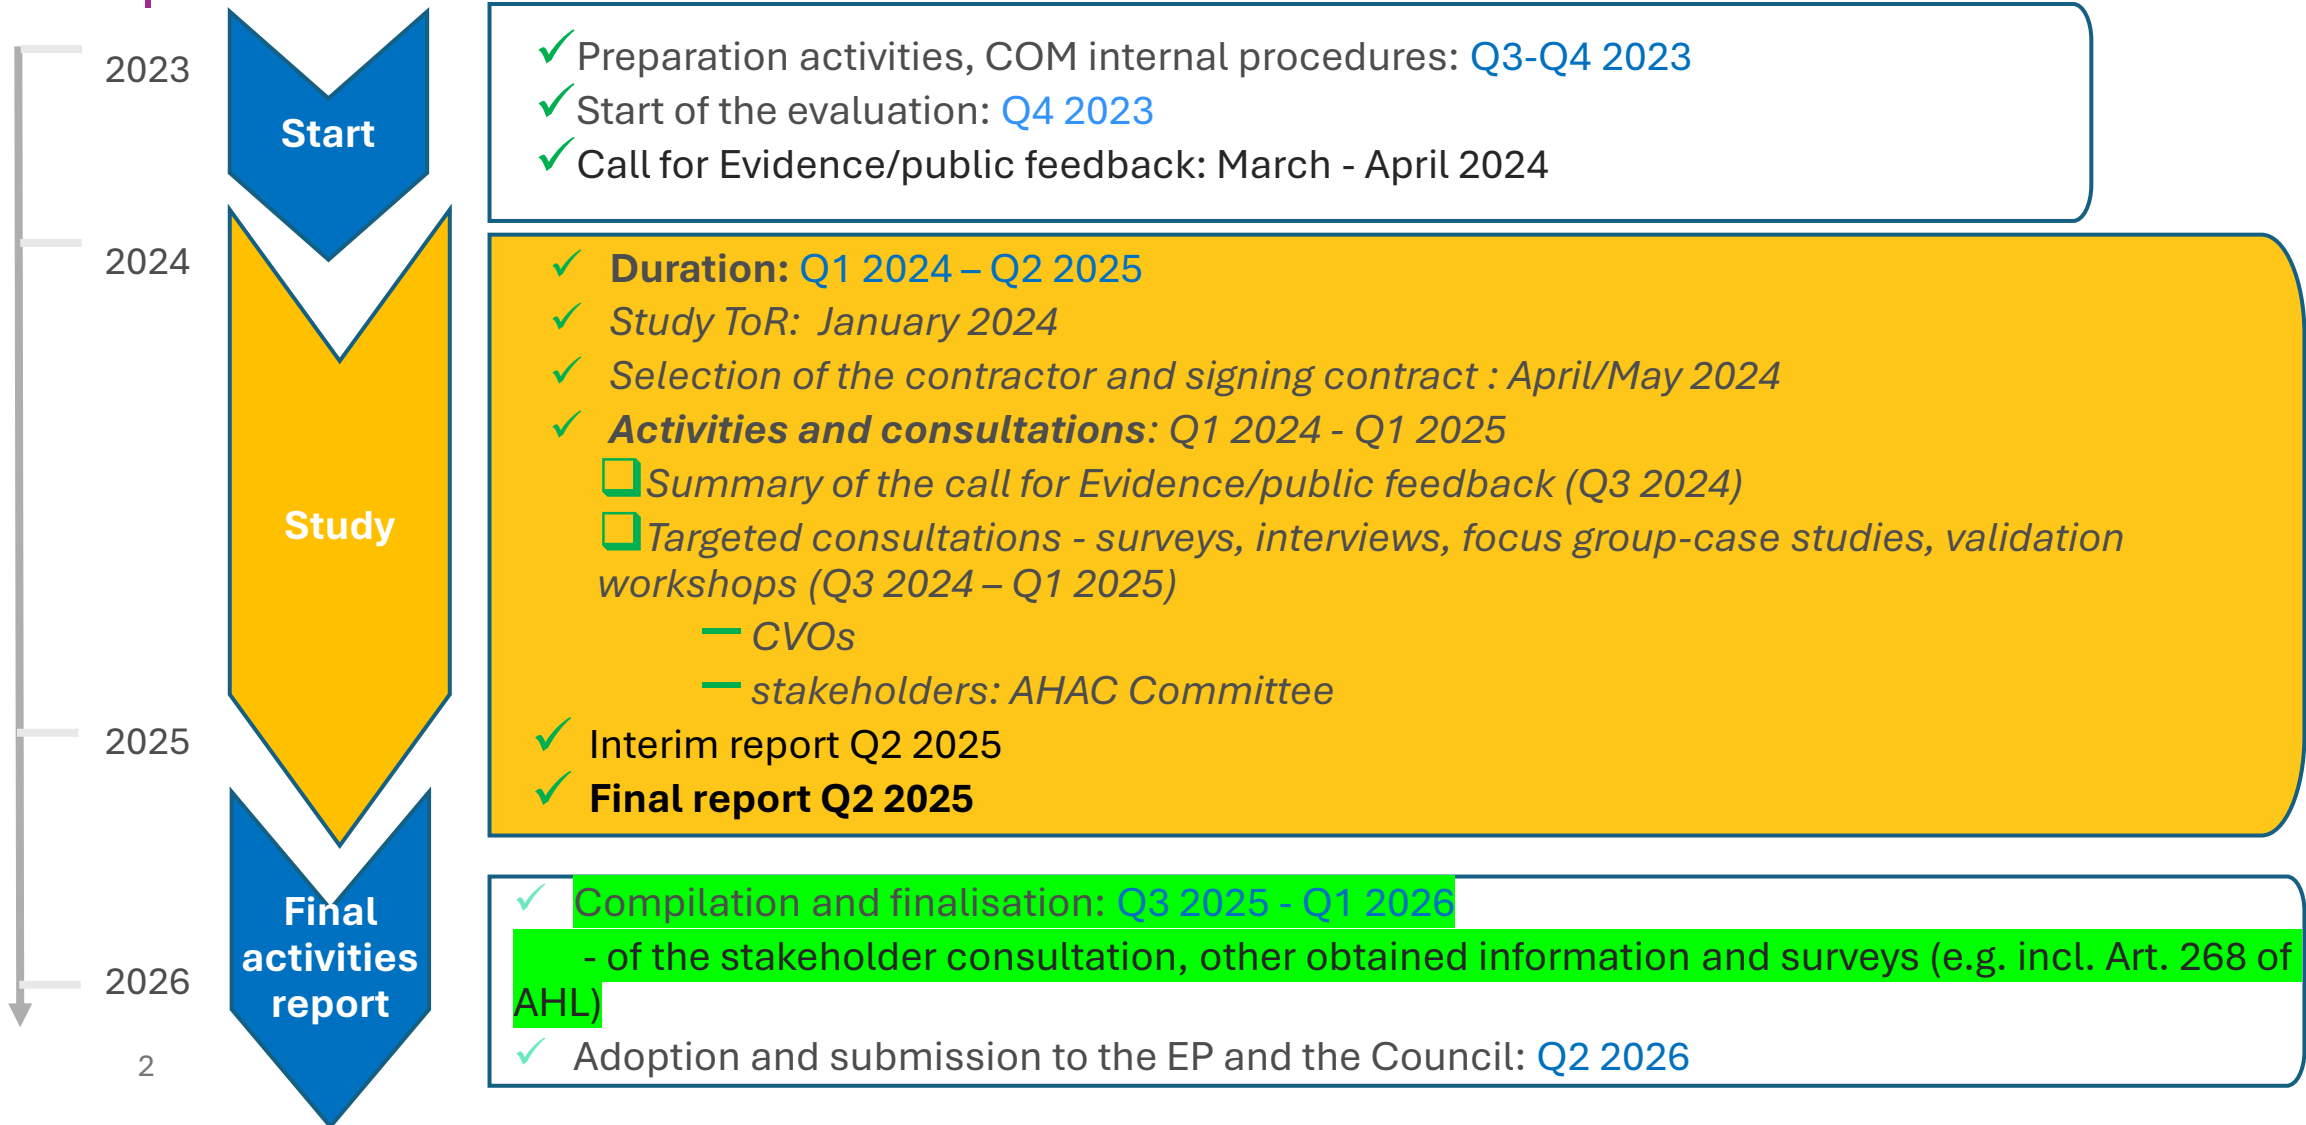 2023
Start
✓Preparation activities, COM internal procedures: Q3-Q4 2023
✓Start of the evaluation: Q4 2023
✓Call for Evidence/public feedback: March - April 2024
2024
Study
✓ Duration: Q1 2024 – Q2 2025
✓ Study ToR: January 2024
✓ Selection of the contractor and signing contract : April/May 2024
✓ Activities and consultations: Q1 2024 - Q1 2025
❑Summary of the call for Evidence/public feedback (Q3 2024)
❑Targeted consultations - surveys, interviews, focus group-case studies, validation
workshops (Q3 2024 – Q1 2025)
— CVOs
— stakeholders: AHAC Committee
2025
✓ Interim report Q2 2025
✓ Final report Q2 2025
Final
activities
report
✓ Compilation and finalisation: Q3 2025 - Q1 2026
- of the stakeholder consultation, other obtained information and surveys (e.g. incl. Art. 268 of
AHL)
2026
✓ Adoption and submission to the EP and the Council: Q2 2026
2